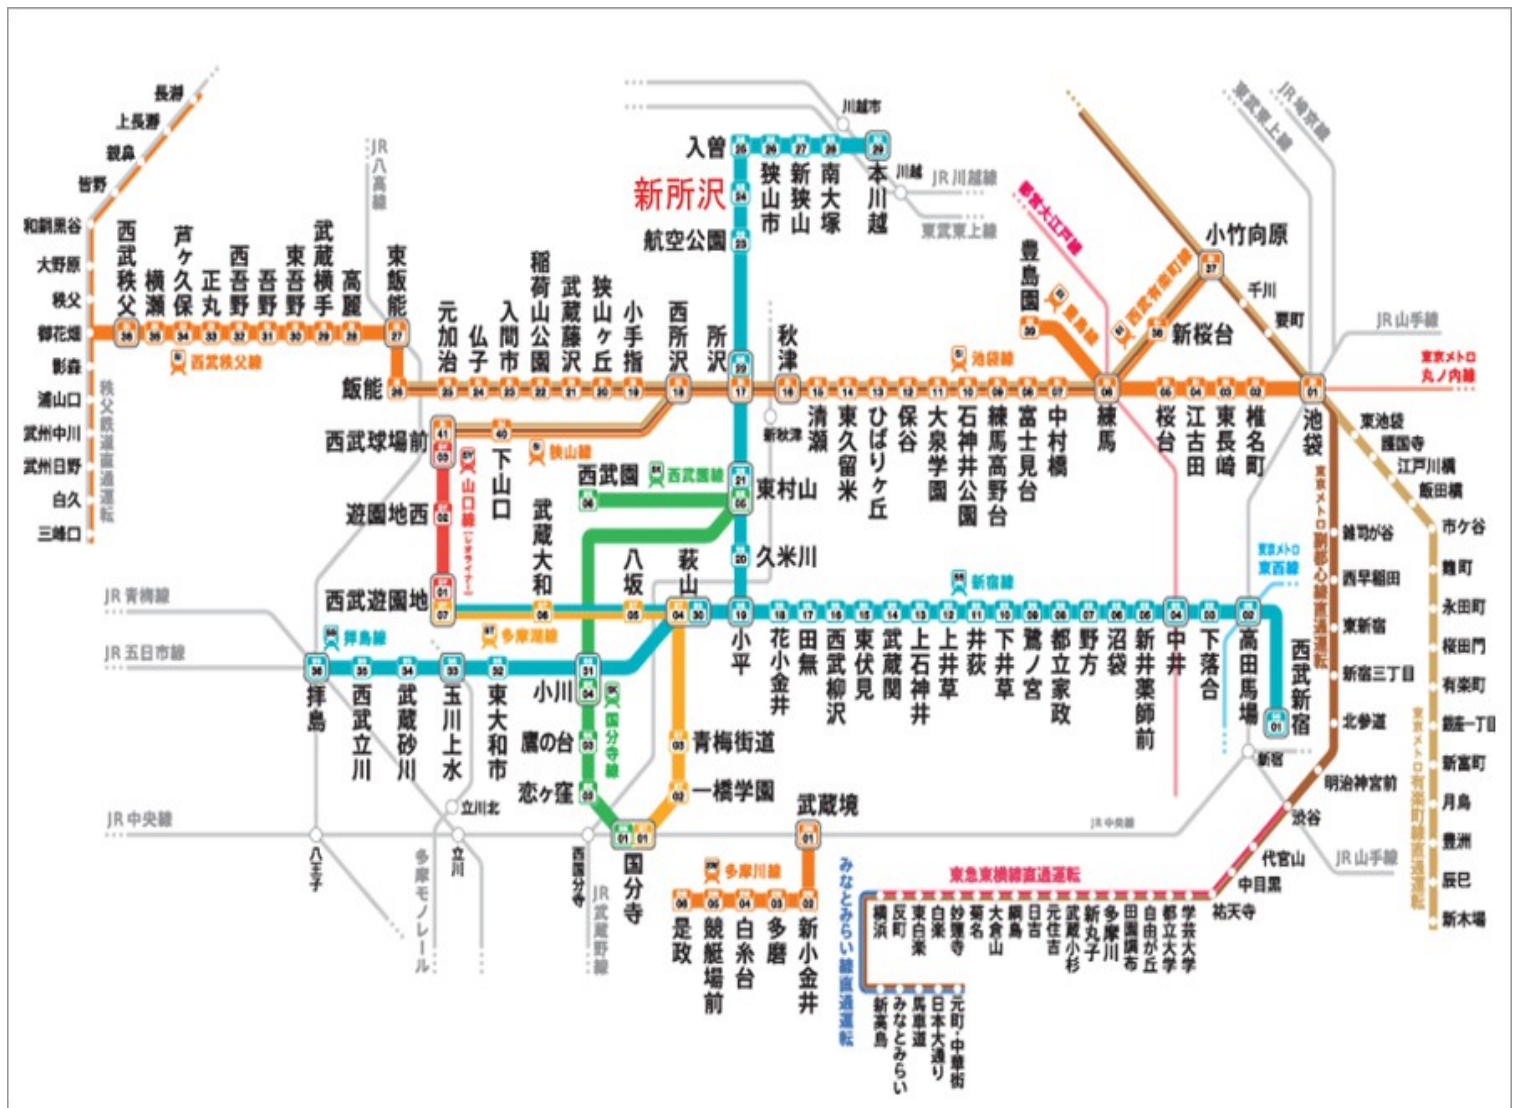 長瀞
上長瀞
親鼻
皆野
和銅黒谷
大野原
秩父
御花畑
影森
浦山口
武州中川
武州日野
白久
三峰口
秩父鉄道直通運転
JR八高線
西武秩父
横瀬
芦ヶ久保
正丸
西吾野
吾野
東吾野
武蔵横手
高麗
東飯能
西武秩父線
飯能
元加治
仏子
入間市
稲荷山公園
武蔵藤沢
狭山ヶ丘
小手指
西所沢
所沢
秋津
新秋津
入曽
新所沢
航空公園
狭山市
新狭山
南大塚
本川越
川越市
川越
JR川越線
東武東上線
都営大江戸線
豊島園
豊島線
西武有楽町線
小竹向原
新桜台
千川
要町
東武東上線
JR埼京線
JR山手線
東京メトロ
丸ノ内線
池袋線
清瀬
東久留米
ひばりヶ丘
保谷
大泉学園
石神井公園
練馬高野台
富士見台
中村橋
練馬
桜台
江古田
東長崎
椎名町
池袋
西武球場前
下山口
狭山線
山口線(レオライナー)
遊園地西
西武遊園地
西武園
西武園線
東村山
久米川
武蔵大和
八坂
萩山
多摩湖線
小平
花小金井
田無
西武柳沢
東伏見
武蔵関
上石神井
上井草
井荻
下井草
鷺ノ宮
都立家政
野方
沼袋
新井薬師前
中井
下落合
高田馬場
西武新宿
新宿線
東京メトロ
東西線
新宿
JR青梅線
JR五日市線
拝島線
拝島
西武立川
武蔵砂川
玉川上水
東大和市
小川
鷹の台
恋ヶ窪
国分寺線
青梅街道
一橋学園
国分寺
JR中央線
八王子
立川北
立川
多摩モノレール
西国分寺
JR武蔵野線
武蔵境
多摩川線
是政
競艇場前
白糸台
多磨
新小金井
JR中央線
JR山手線
東池袋
護国寺
江戸川橋
飯田橋
市ケ谷
麹町
永田町
桜田門
有楽町
銀座一丁目
新富町
月島
豊洲
辰巳
新木場
東京メトロ有楽町線直通運転
東京メトロ副都心線直通運転
雑司が谷
西早稲田
東新宿
新宿三丁目
北参道
明治神宮前
渋谷
代官山
中目黒
祐天寺
東急東横線直通運転
学芸大学
都立大学
自由が丘
田園調布
多摩川
新丸子
武蔵小杉
元住吉
日吉
綱島
大倉山
菊名
妙蓮寺
白楽
東白楽
反町
横浜
みなとみらい線直通運転
新高島
みなとみらい
馬車道
日本大通り
元町・中華街